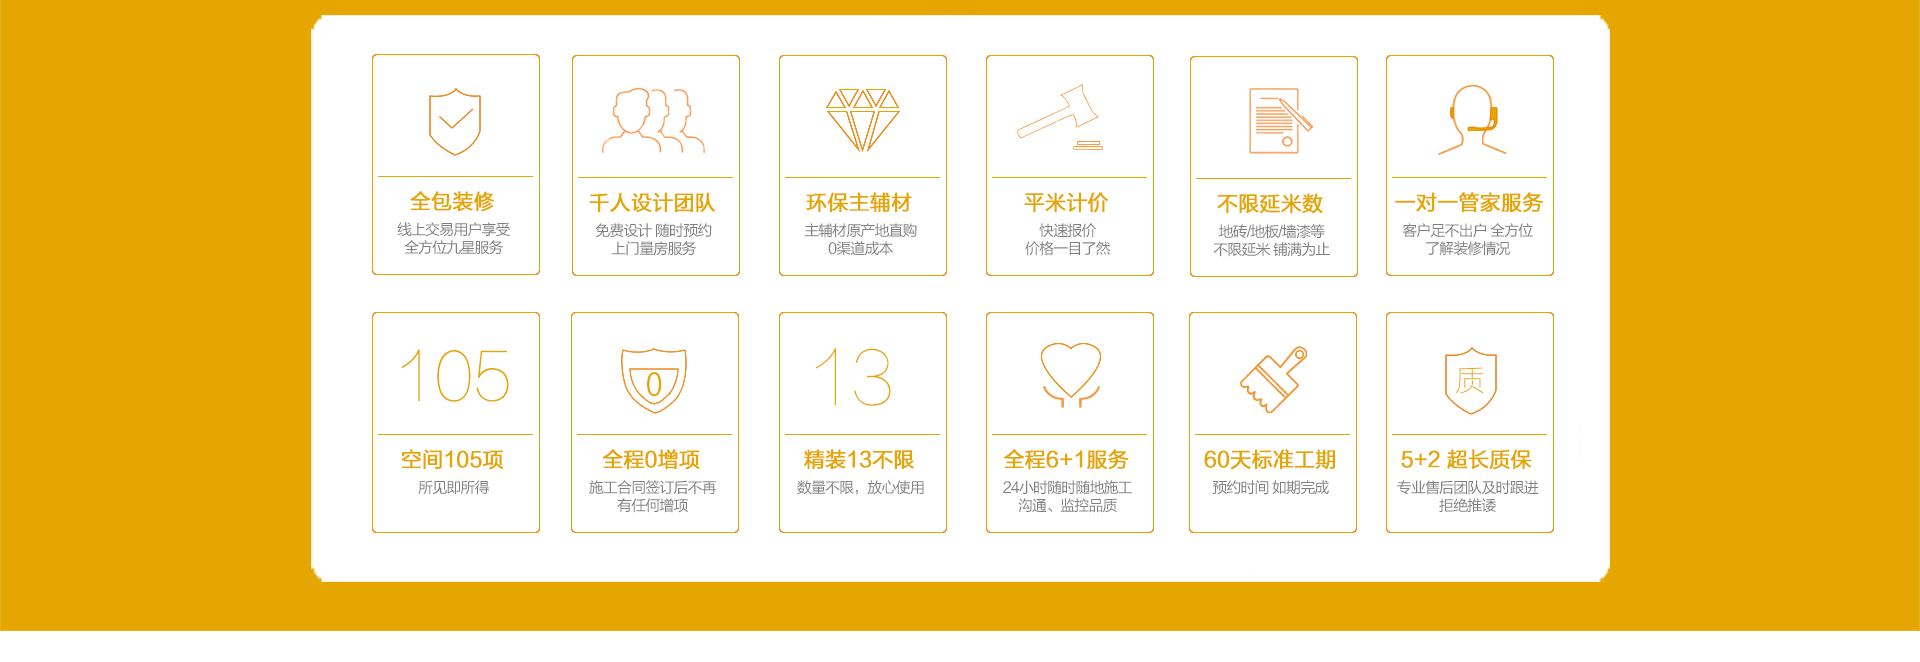 全包装修
线上交易用户享受
全方位九星服务
千人设计团队
免费设计 随时预约
上门量房服务
环保主辅材
主辅材原产地直购
0渠道成本
平米计价
快速报价
价格一目了然
不限延米数
地砖/地板/墙漆等
不限延米 铺满为止
一对一管家服务
客户足不出户 全方位
了解装修情况
105
空间105项
所见即所得
0
全程0增项
施工合同签订后不再
有任何增项
13
精装13不限
数量不限，放心使用
全程6+1服务
24小时随时随地施工
沟通、监控品质
60天标准工期
预约时间 如期完成
质
5+2 超长质保
专业售后团队及时跟进
拒绝推诿